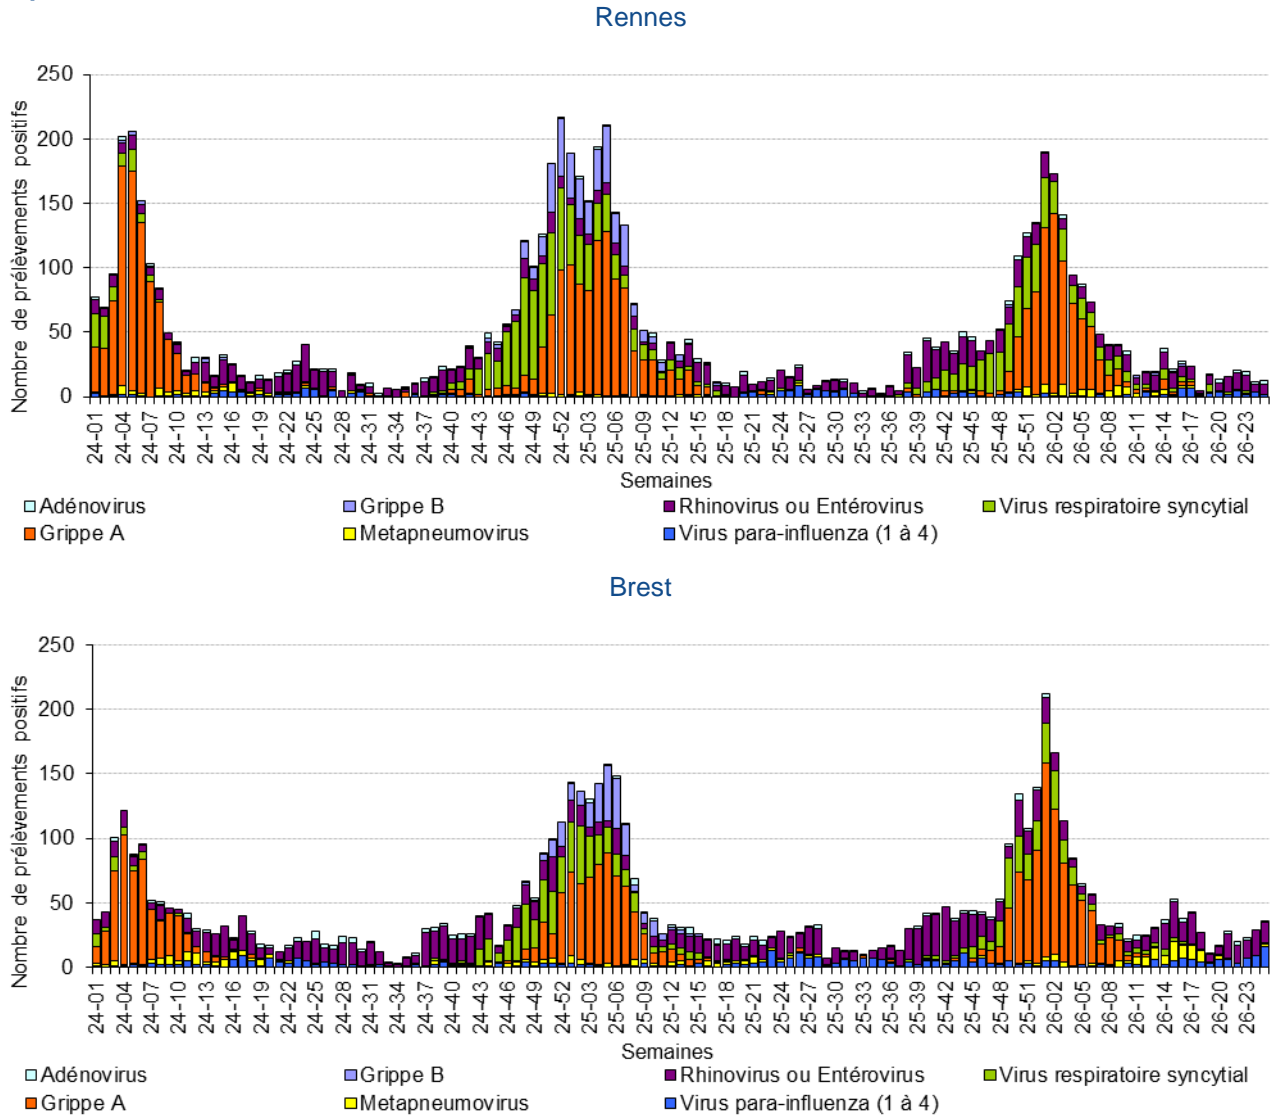 Rennes
250
200
150
100
50
0
Nombre de prélèvements positifs
24-01 24-04 24-07 24-10 24-13 24-16 24-19 24-22 24-25 24-28 24-31 24-34 24-37 24-40 24-43 24-46 24-49 24-52 25-03 25-06 25-09 25-12 25-15 25-18 25-21 25-24 25-27 25-30 25-33 25-36 25-39 25-42 25-45 25-48 25-51 26-02 26-05 26-08 26-11 26-14 26-17 26-20 26-23
Semaines
Adénovirus Grippe B Rhinovirus ou Entérovirus Virus respiratoire syncytial
Grippe A Metapneumovirus Virus para-influenza (1 à 4)
Brest
250
200
150
100
50
0
Nombre de prélèvements positifs
24-01 24-04 24-07 24-10 24-13 24-16 24-19 24-22 24-25 24-28 24-31 24-34 24-37 24-40 24-43 24-46 24-49 24-52 25-03 25-06 25-09 25-12 25-15 25-18 25-21 25-24 25-27 25-30 25-33 25-36 25-39 25-42 25-45 25-48 25-51 26-02 26-05 26-08 26-11 26-14 26-17 26-20 26-23
Semaines
Adénovirus Grippe B Rhinovirus ou Entérovirus Virus respiratoire syncytial
Grippe A Metapneumovirus Virus para-influenza (1 à 4)